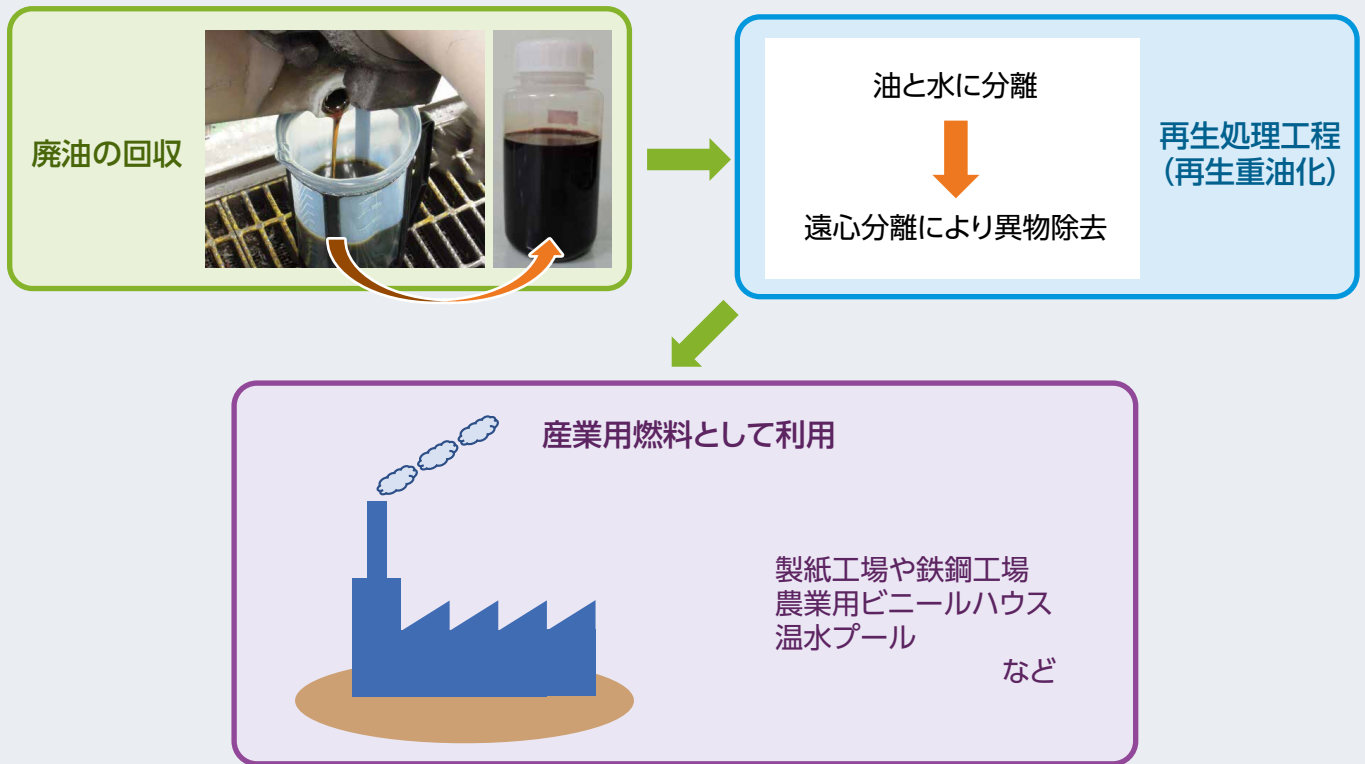 廃油の回収
油と水に分離
遠心分離により異物除去
再生処理工程
(再生重油化)
産業用燃料として利用
製紙工場や鉄鋼工場
農業用ビニールハウス
温水プール
など